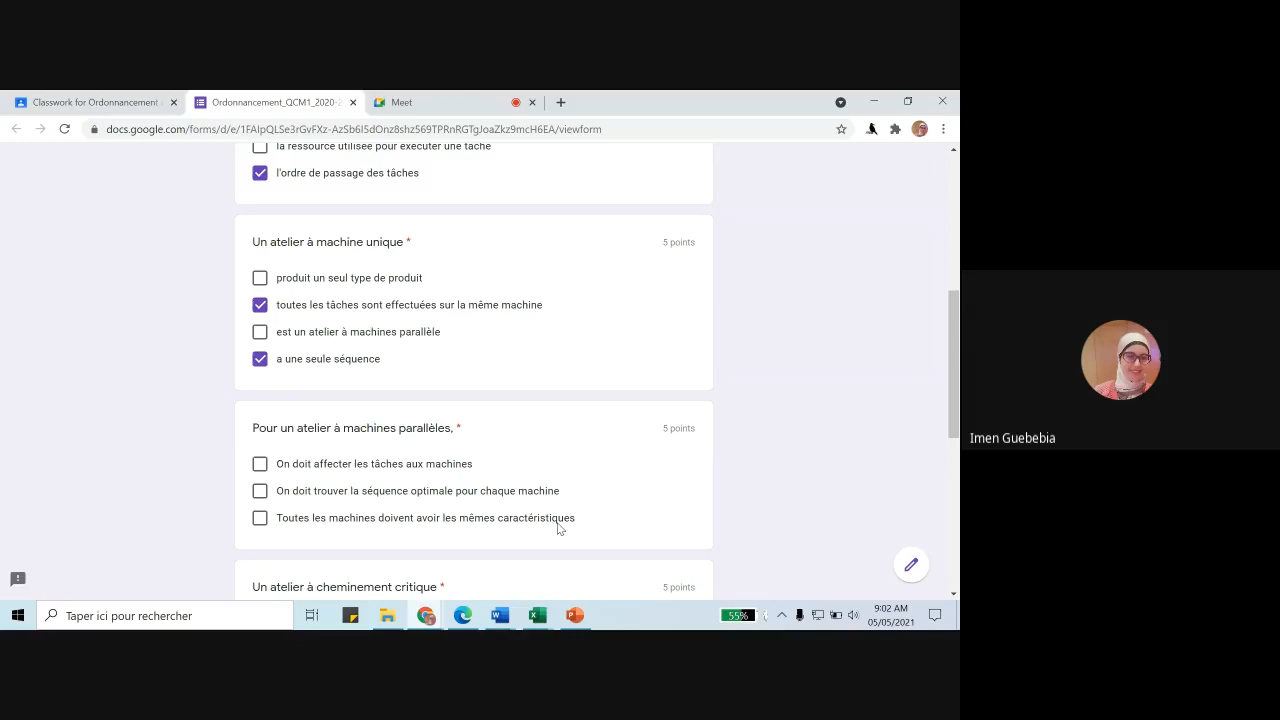 Classwork for Ordonnancement
Ordonnancement_QCM1_2020-2
Meet
docs.google.com/forms/d/e/1FAIpQLSe3rGvFXz-AzSb6I5dOnz8shz569TPRnRGTgJoaZkz9mcH6EA/viewform
la ressource utilisée pour exécuter une tâche
l'ordre de passage des tâches
Un atelier à machine unique *
5 points
produit un seul type de produit
toutes les tâches sont effectuées sur la même machine
est un atelier à machines parallèle
a une seule séquence
Pour un atelier à machines parallèles, *
5 points
On doit affecter les tâches aux machines
On doit trouver la séquence optimale pour chaque machine
Toutes les machines doivent avoir les mêmes caractéristiques
Un atelier à cheminement critique *
5 points
Imen Guebebia
Taper ici pour rechercher
55%
9:02 AM
05/05/2021